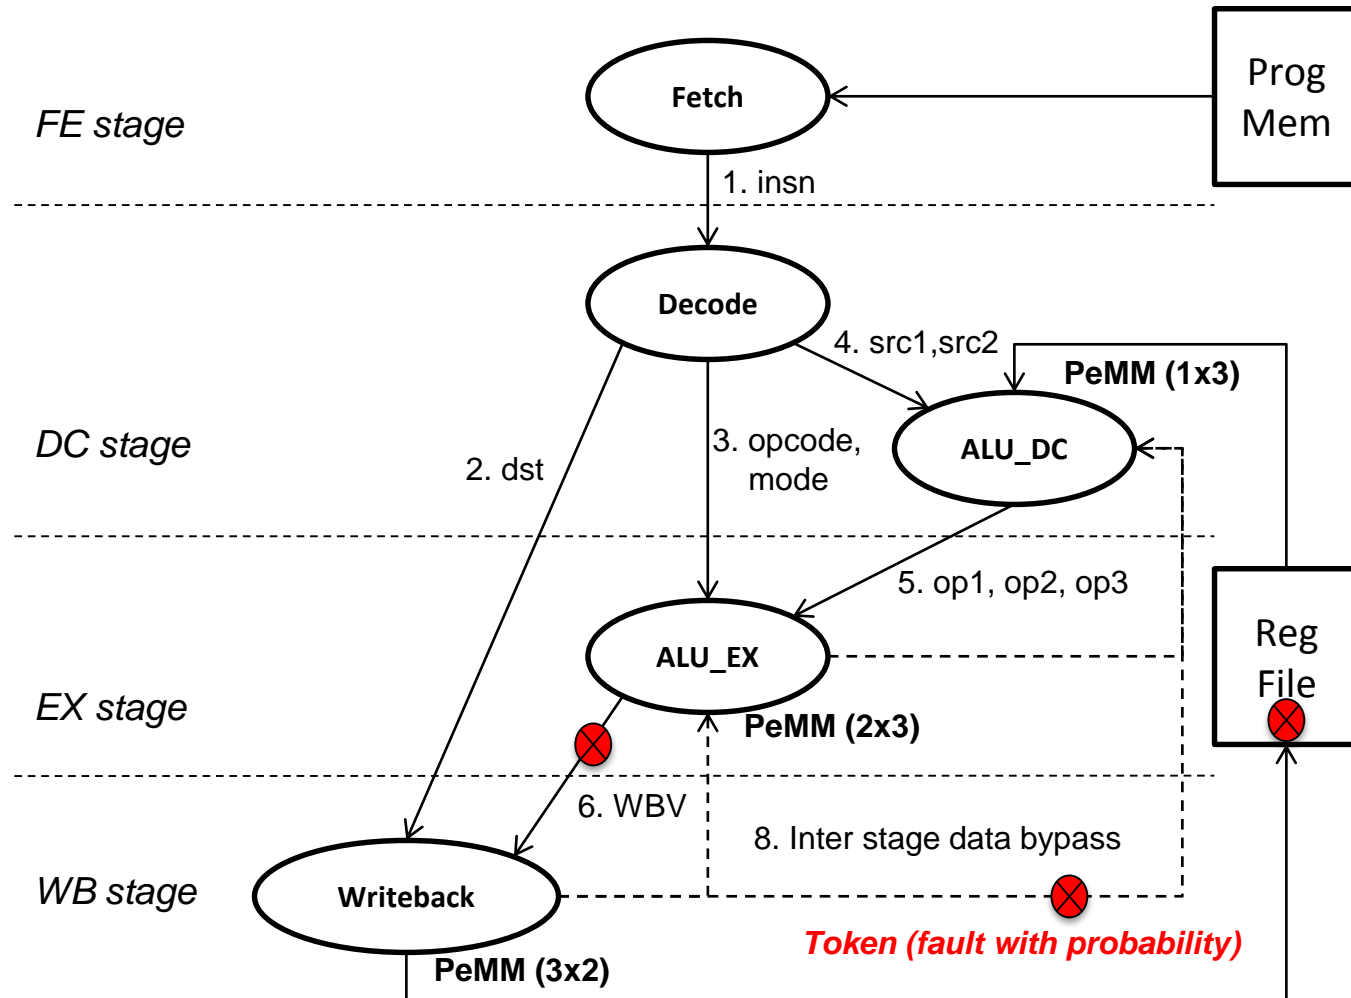 Fetch
Prog
Mem
FE stage
1. insn
Decode
4. src1,src2
PeMM (1x3)
DC stage
3. opcode,
mode
ALU_DC
2. dst
5. op1, op2, op3
ALU_EX
Reg
File
EX stage
PeMM (2x3)
6. WBV
8. Inter stage data bypass
WB stage
Writeback
Token (fault with probability)
PeMM (3x2)